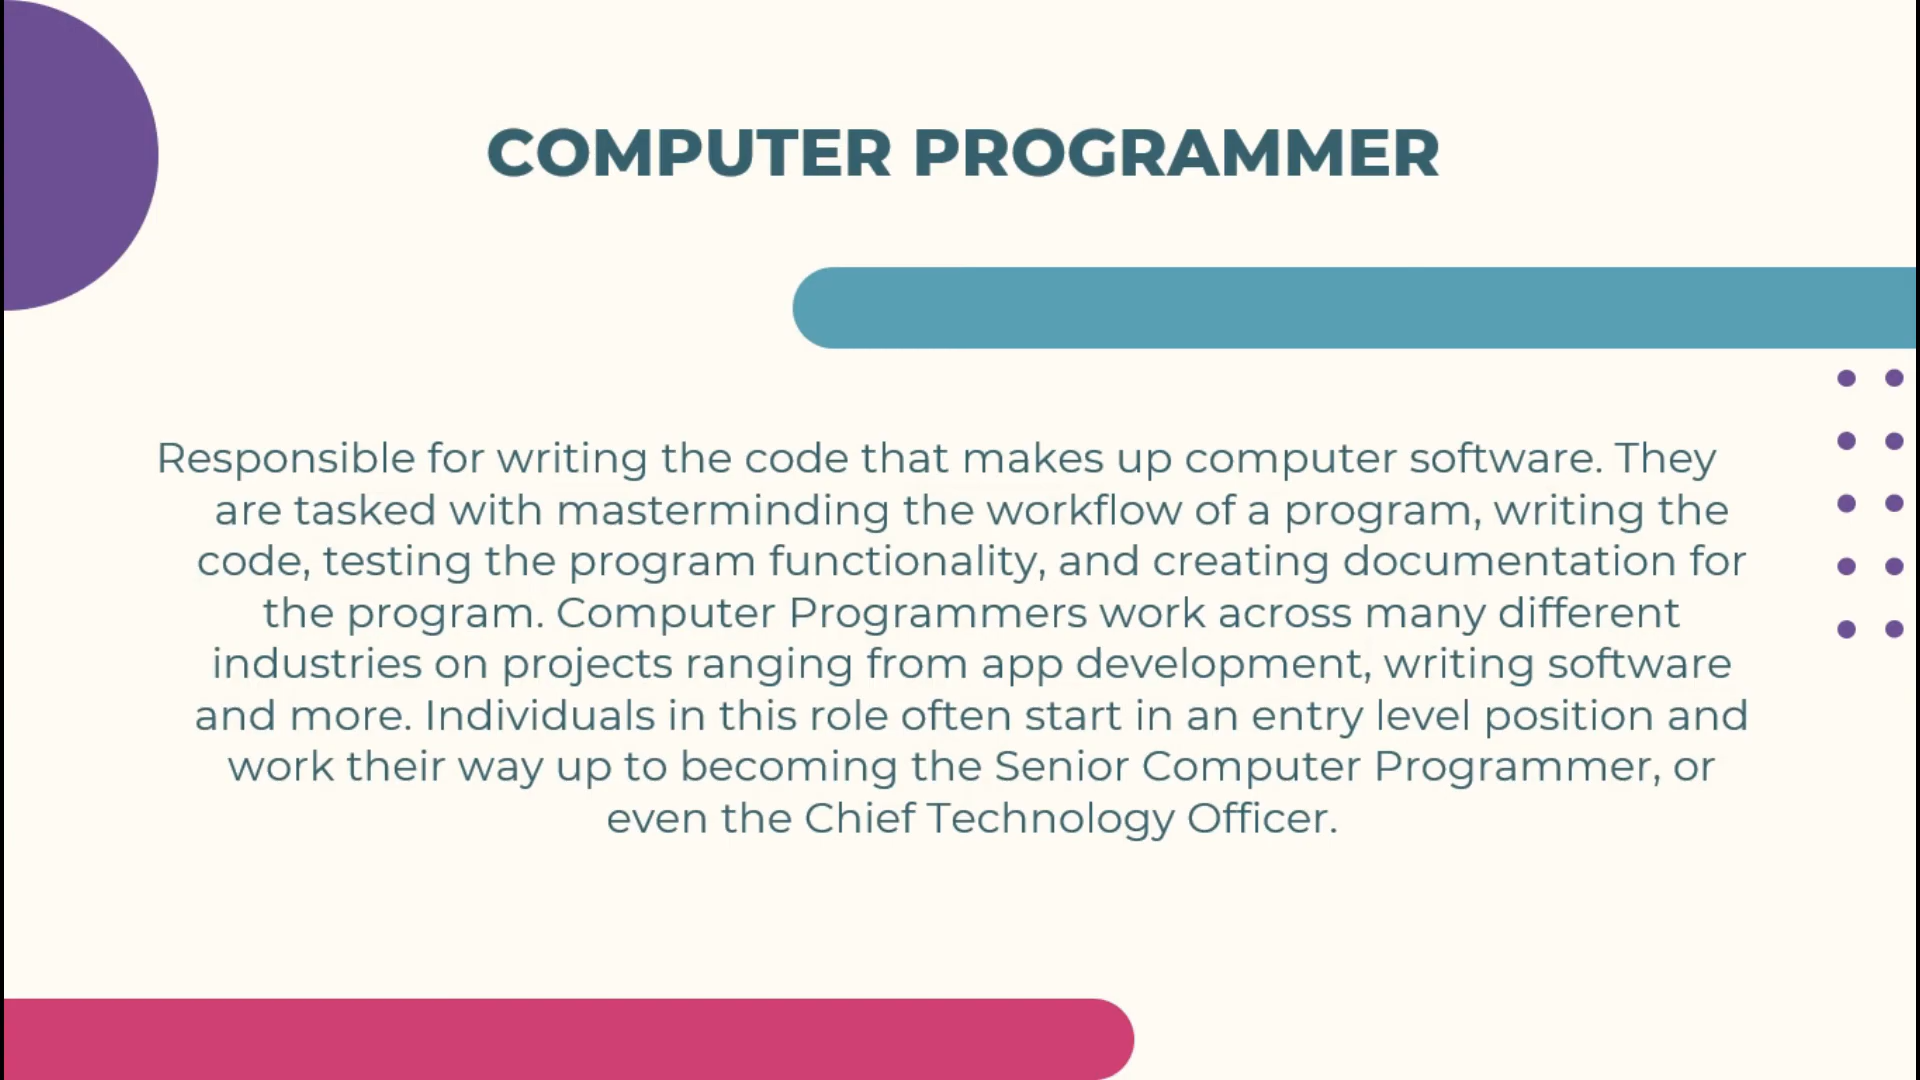 COMPUTER PROGRAMMER
Responsible for writing the code that makes up computer software. They
are tasked with masterminding the workflow of a program, writing the
code, testing the program functionality, and creating documentation for
the program. Computer Programmers work across many different
industries on projects ranging from app development, writing software
and more. Individuals in this role often start in an entry level position and
work their way up to becoming the Senior Computer Programmer, or
even the Chief Technology Officer.